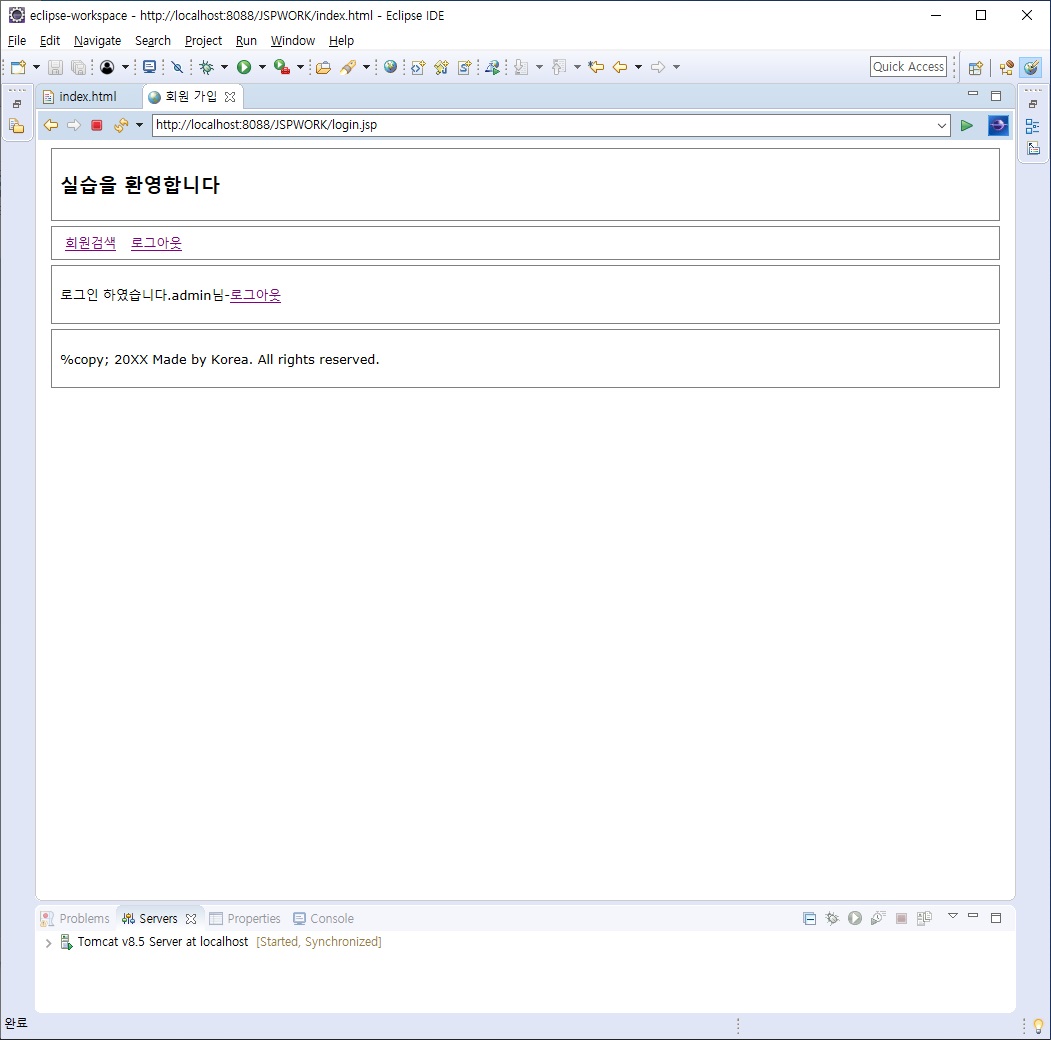 eclipse-workspace - http://localhost:8088/JSPWORK/index.html - Eclipse IDE
File Edit Navigate Search Project Run Window Help
Quick Access
index.html 회원 가입
http://localhost:8088/JSPWORK/login.jsp
실습을 환영합니다
회원검색 로그아웃
로그인 하였습니다.admin님-로그아웃
%copy; 20XX Made by Korea. All rights reserved.
Problems Servers Properties Console
Tomcat v8.5 Server at localhost [Started, Synchronized]
완료